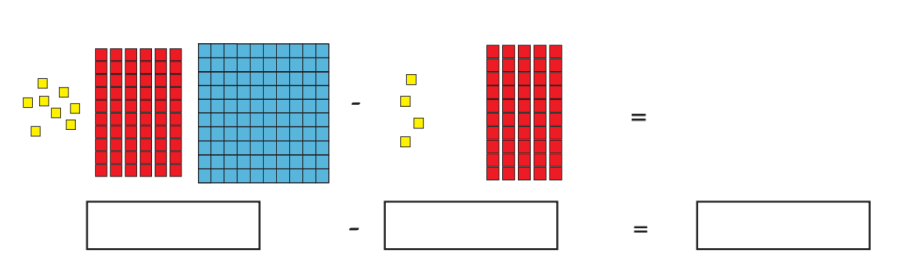 - =
- =